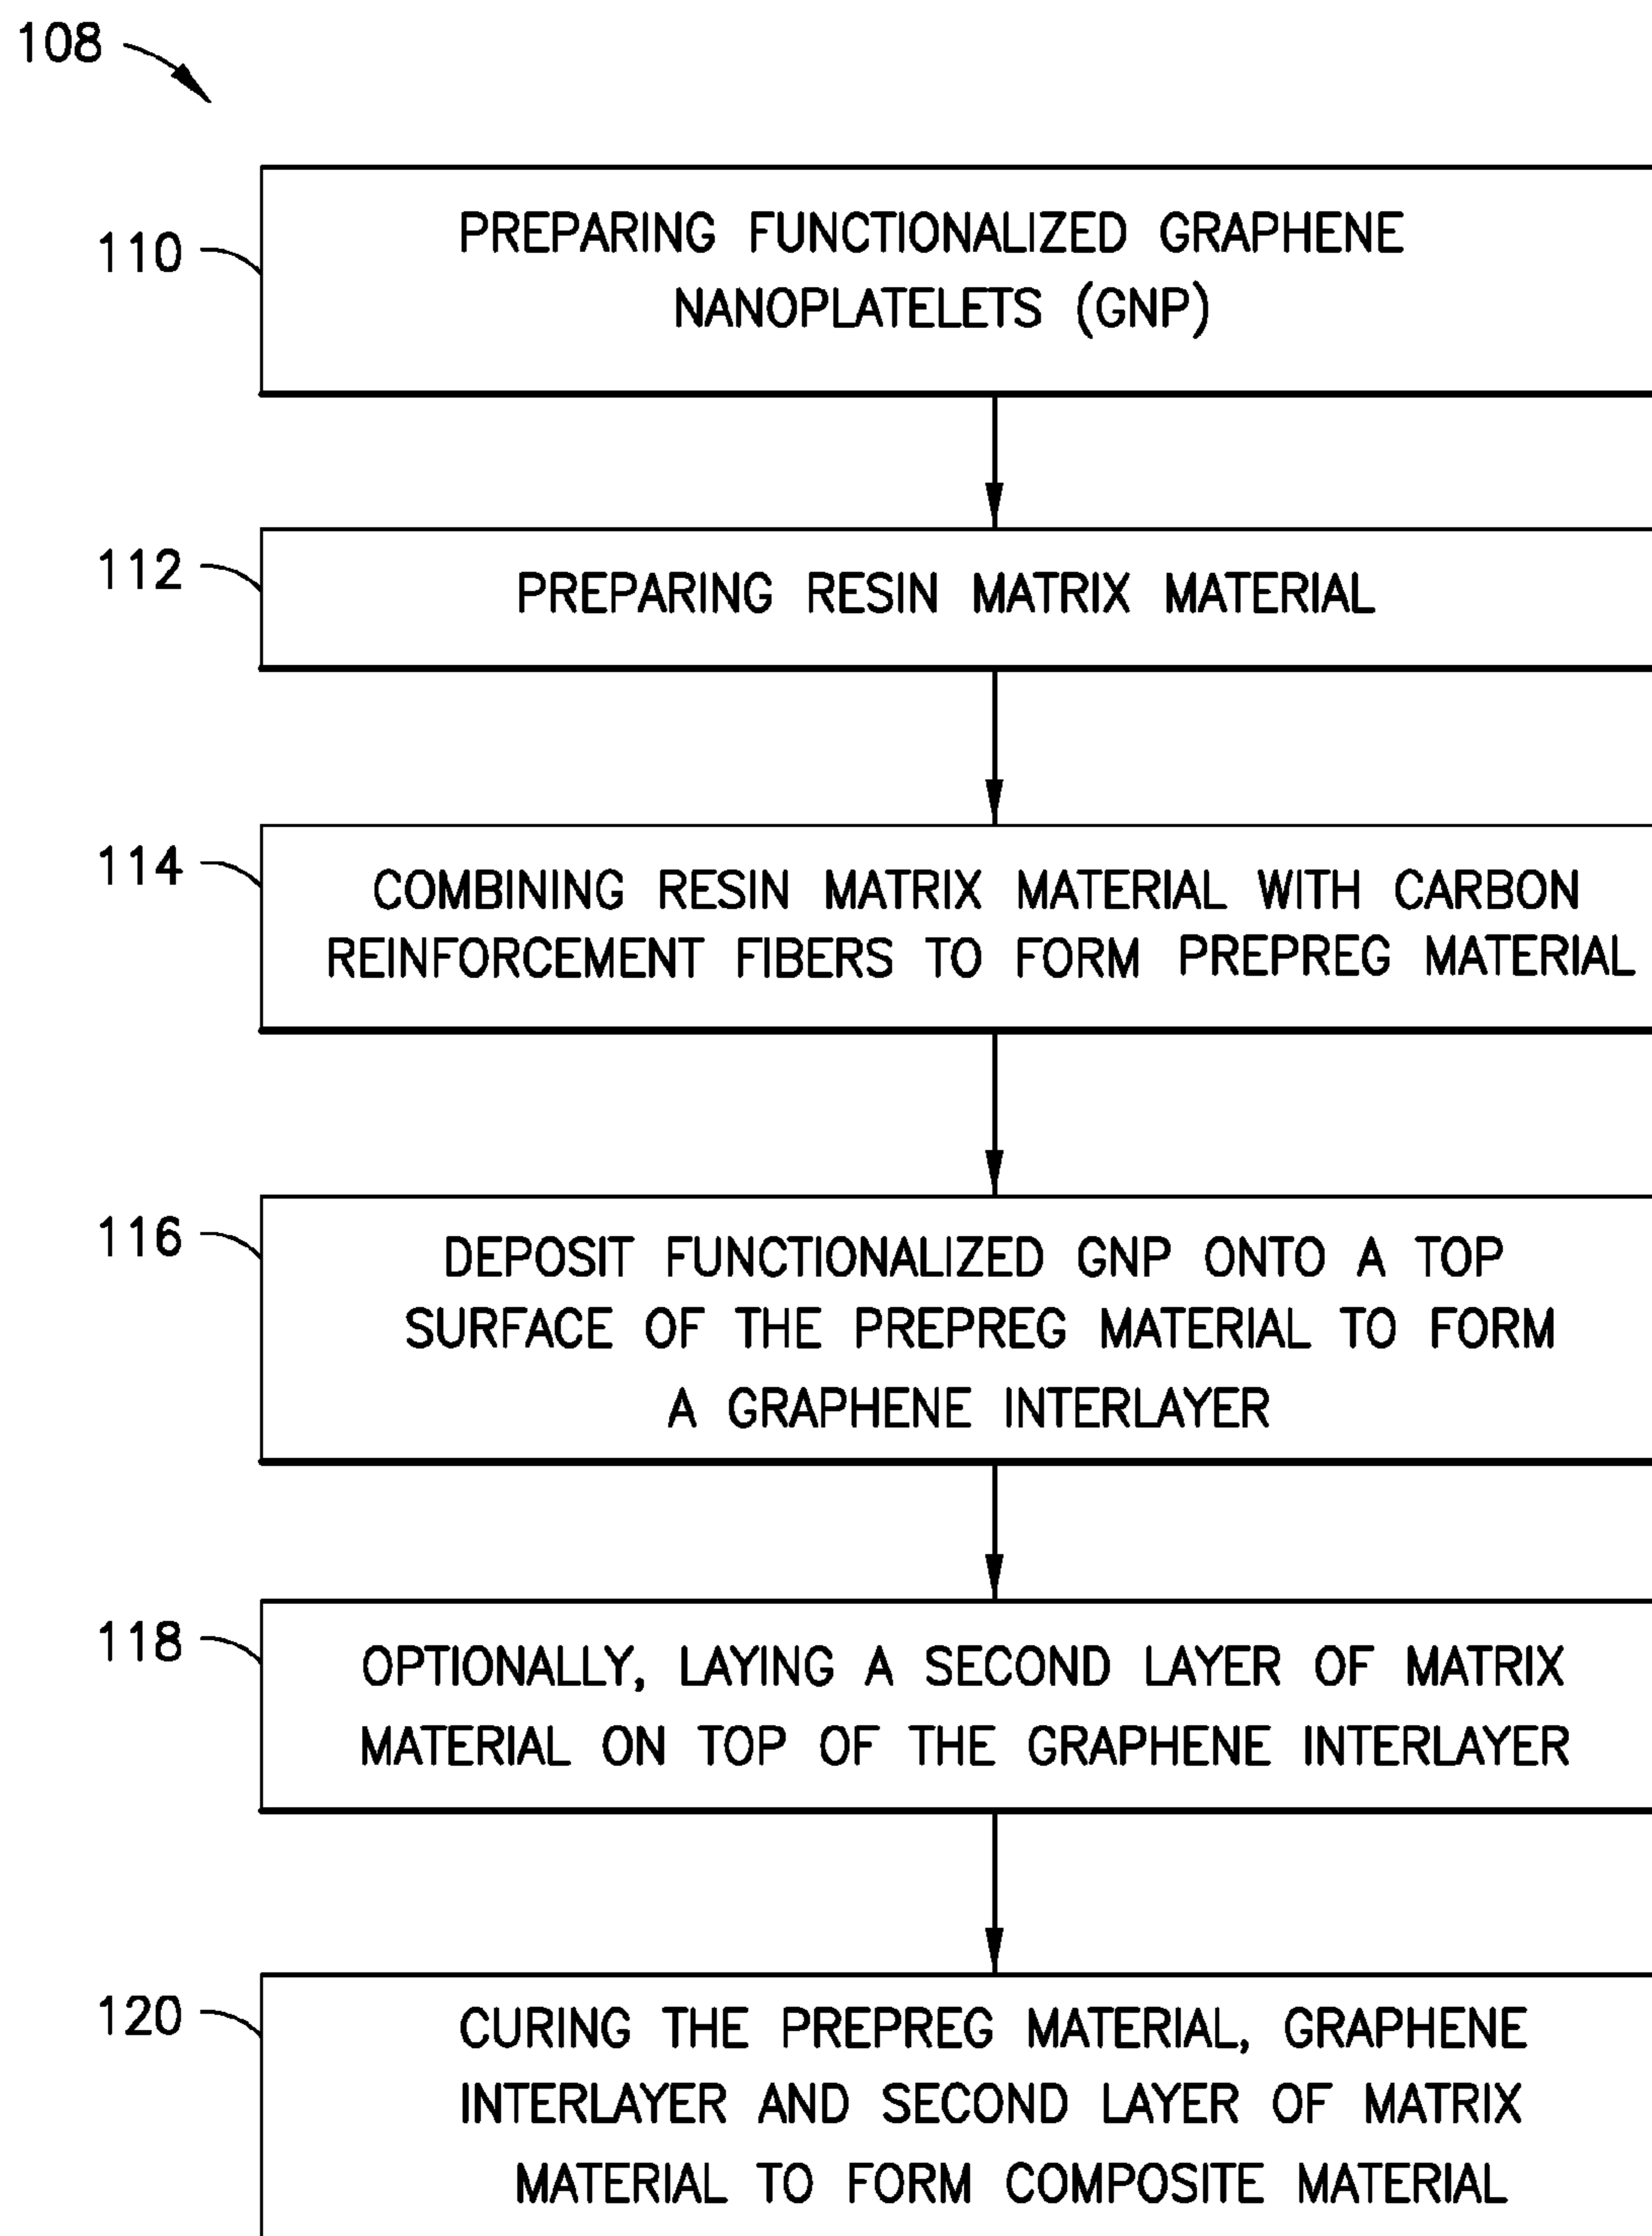 108
110
PREPARING FUNCTIONALIZED GRAPHENE
NANOPLATELETS (GNP)
112
PREPARING RESIN MATRIX MATERIAL
114
COMBINING RESIN MATRIX MATERIAL WITH CARBON
REINFORCEMENT FIBERS TO FORM PREPREG MATERIAL
116
DEPOSIT FUNCTIONALIZED GNP ONTO A TOP
SURFACE OF THE PREPREG MATERIAL TO FORM
A GRAPHENE INTERLAYER
118
OPTIONALLY, LAYING A SECOND LAYER OF MATRIX
MATERIAL ON TOP OF THE GRAPHENE INTERLAYER
120
CURING THE PREPREG MATERIAL, GRAPHENE
INTERLAYER AND SECOND LAYER OF MATRIX
MATERIAL TO FORM COMPOSITE MATERIAL